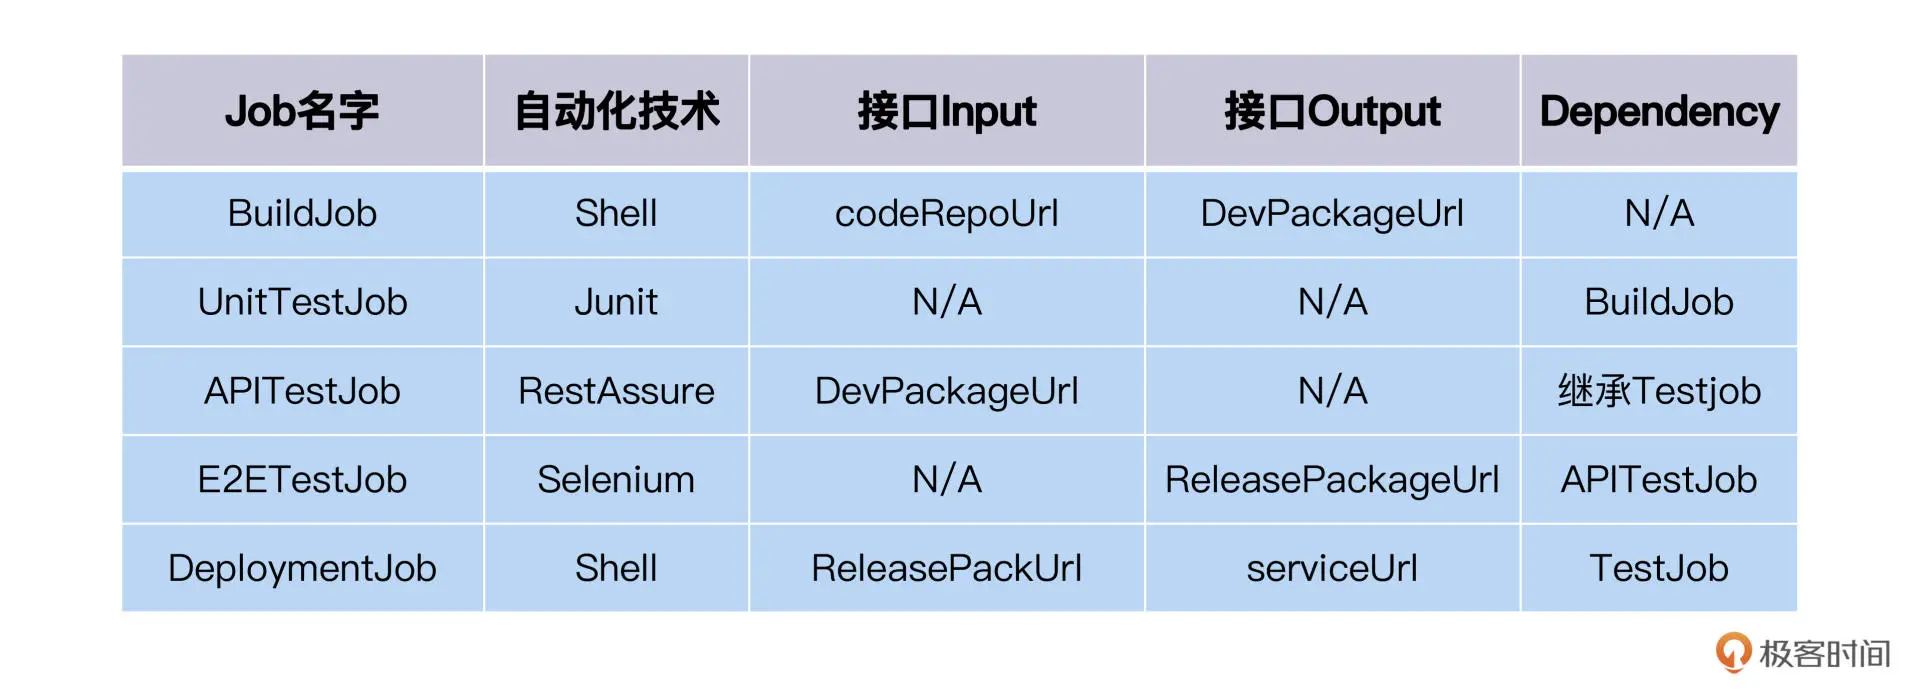 Job名字 自动化技术 接口Input 接口Output Dependency
BuildJob Shell codeRepoUrl DevPackageUrl N/A
UnitTestJob Junit N/A N/A BuildJob
APITestJob RestAssure DevPackageUrl N/A 继承Testjob
E2ETestJob Selenium N/A ReleasePackageUrl APITestJob
DeploymentJob Shell ReleasePackUrl serviceUrl TestJob
极客时间